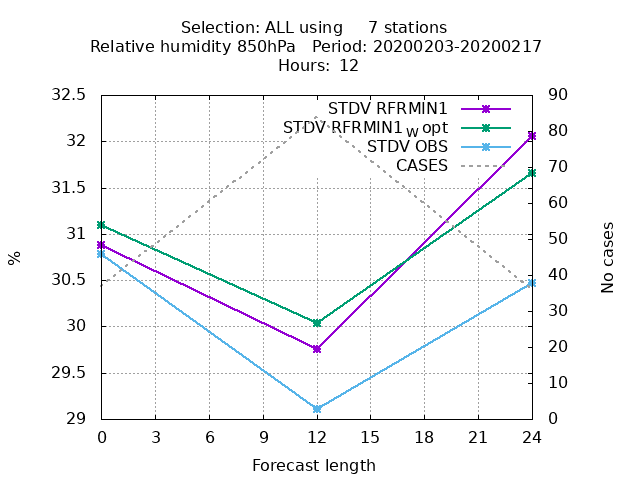 Selection: ALL using 7 stations
Relative humidity 850hPa Period: 20200203-20200217
Hours: 12
STDV RFRMIN1
STDV RFRMIN1_W opt
STDV OBS
CASES
32.5
32
31.5
31
30.5
30
29.5
29
%
90
80
70
60
50
40
30
20
10
0
No cases
0 3 6 9 12 15 18 21 24
Forecast length